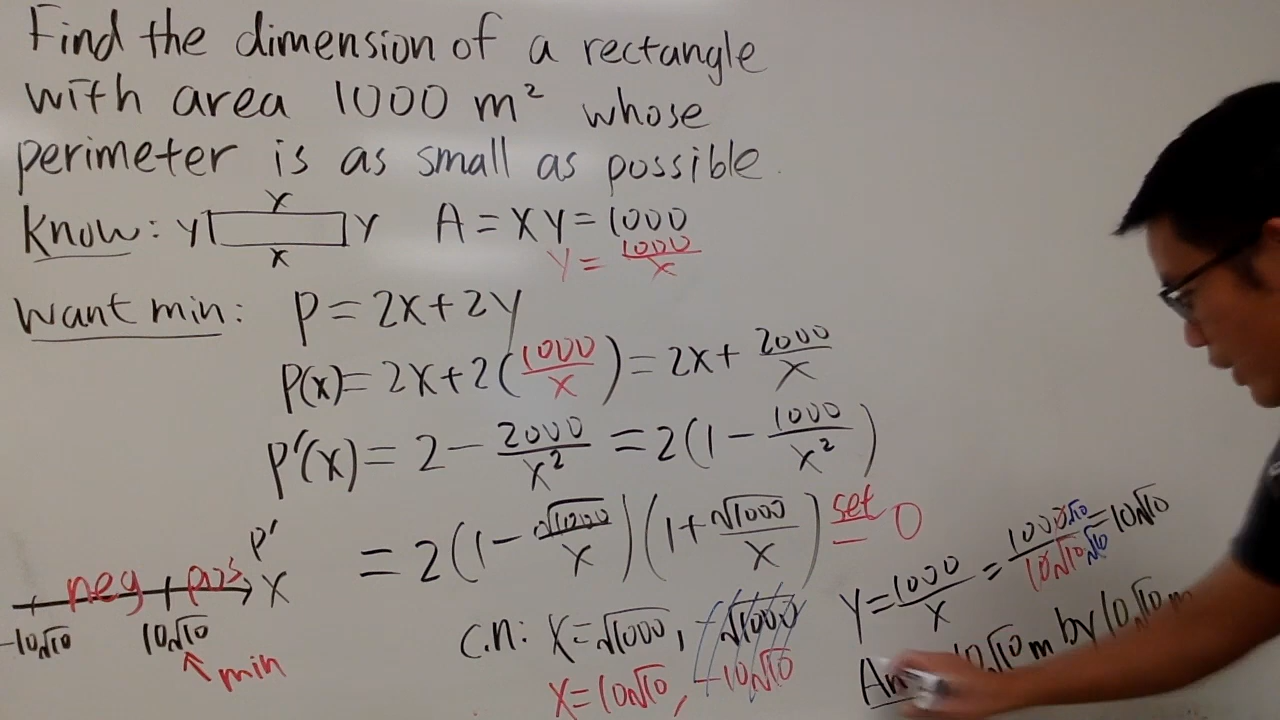 Find the dimension of a rectangle
with area 1000 m² whose
perimeter is as small as possible.
Know: Y X Y X A = XY = 1000
Y = 1000/X
Want min: P = 2X + 2Y
P(x) = 2X + 2(1000/X) = 2X + 2000/X
P'(x) = 2 - 2000/X² = 2(1 - 1000/X²)
= 2(1 - √1000/X)(1 + √1000/X) set = 0
P'
neg pos X
-10√10 10√10
min
C.N: X = √1000, -√1000
X = 10√10, -10√10
Y = 1000/X = 1000√10/10√10√10 = 10√10
An 10√10 m by 10√10 m